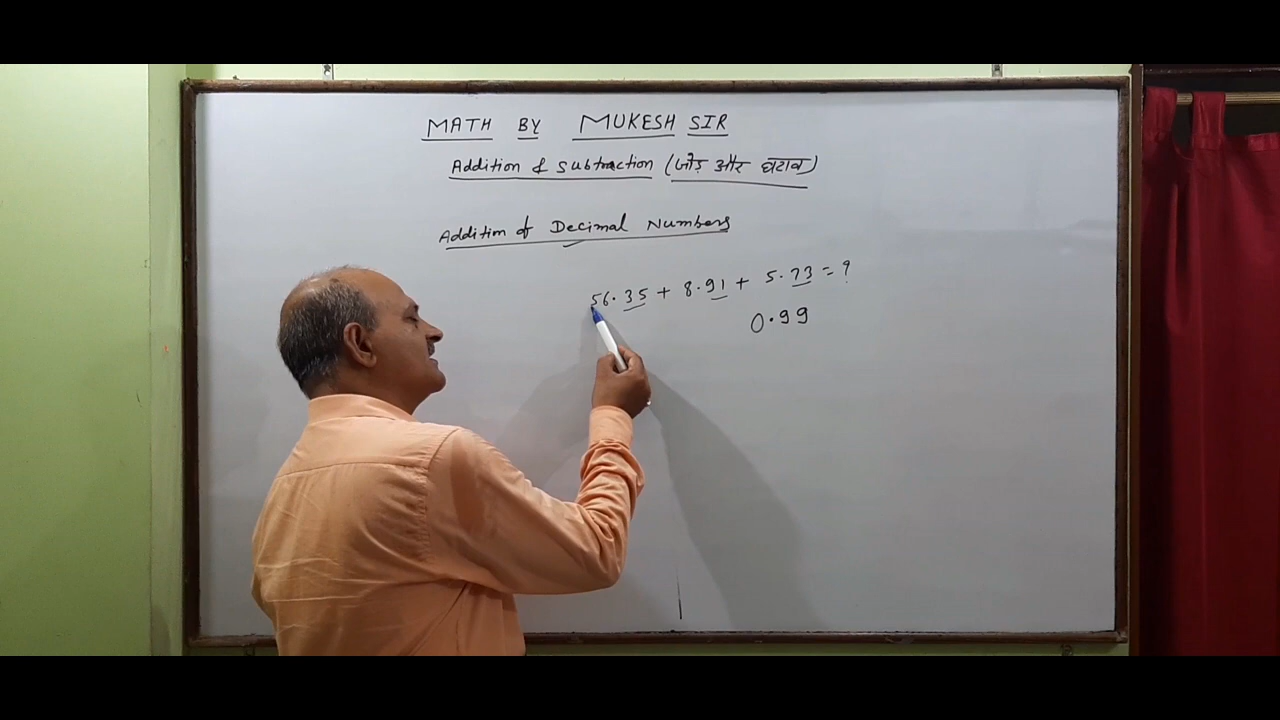 MATH BY MUKESH SIR
Addition & Subtraction (जोड़ और घटाव)
Addition of Decimal Numbers
56.35 + 8.91 + 5.73 = ?
0.99